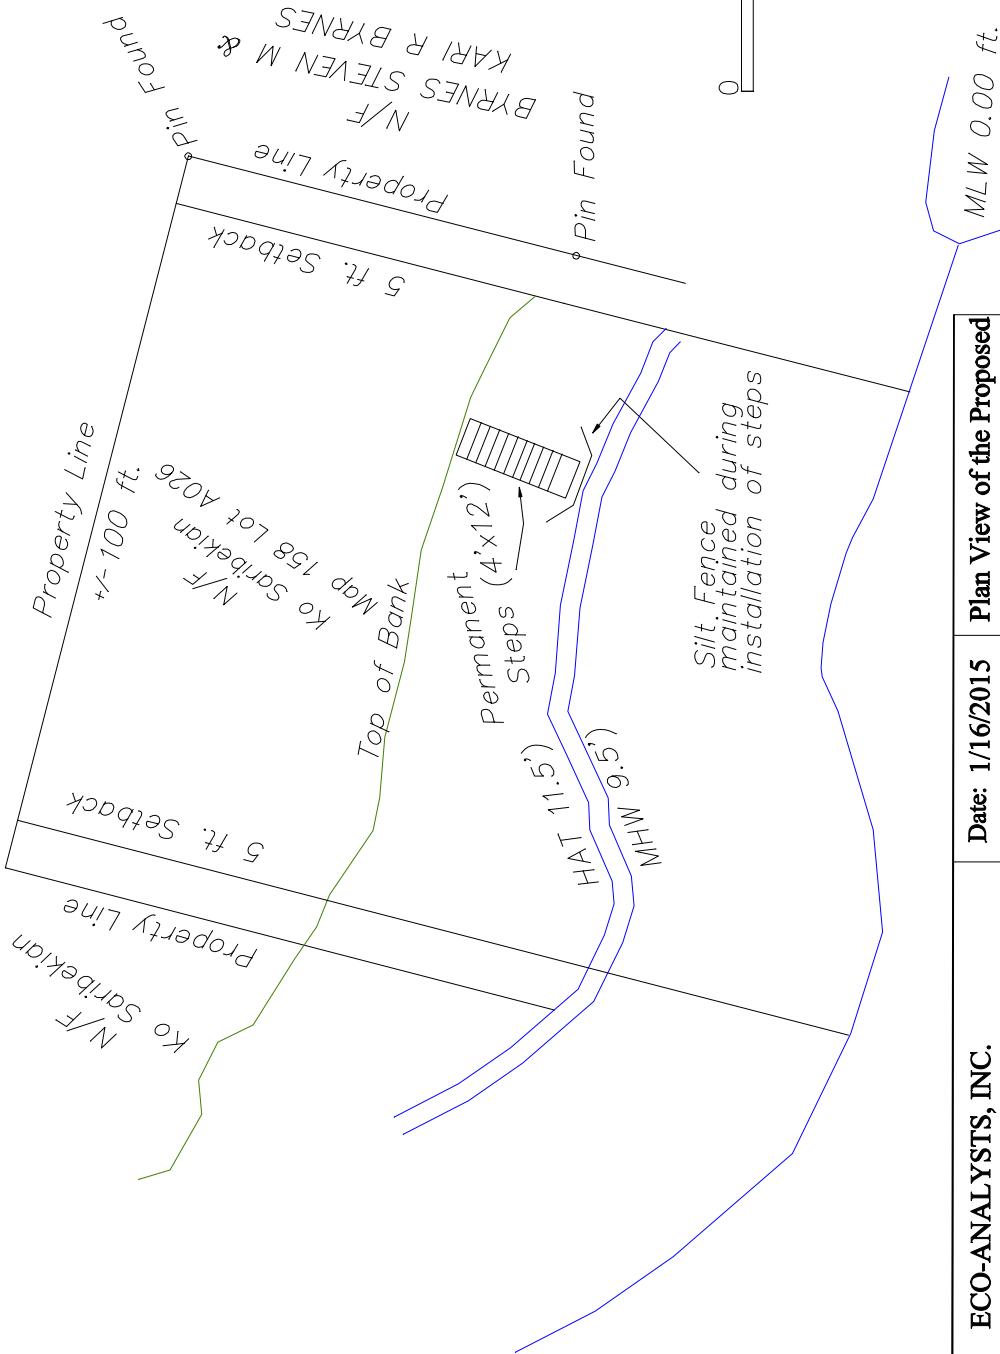 Pin Found
N/F
BYRNES STEVEN M &
KARI R BYRNES
Property Line
5 ft. Setback
Pin Found
0
MLW 0.00 ft.
Property Line
+/-100 ft.
N/F
Ko Saribekian
Map 158 Lot A026
Top of Bank
Permanent
Steps (4'x12')
Silt Fence
maintained during
installation of steps
HAT 11.5')
MHW 9.5')
5 ft. Setback
Property Line
N/F
Ko Saribekian
ECO-ANALYSTS, INC.
Date: 1/16/2015
Plan View of the Proposed